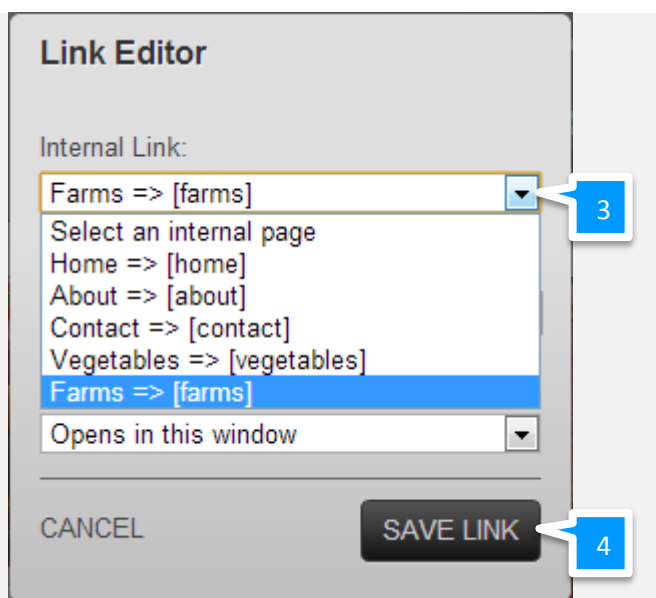 Link Editor
Internal Link:
Farms => [farms]
3
Select an internal page
Home => [home]
About => [about]
Contact => [contact]
Vegetables => [vegetables]
Farms => [farms]
Opens in this window
CANCEL
SAVE LINK
4